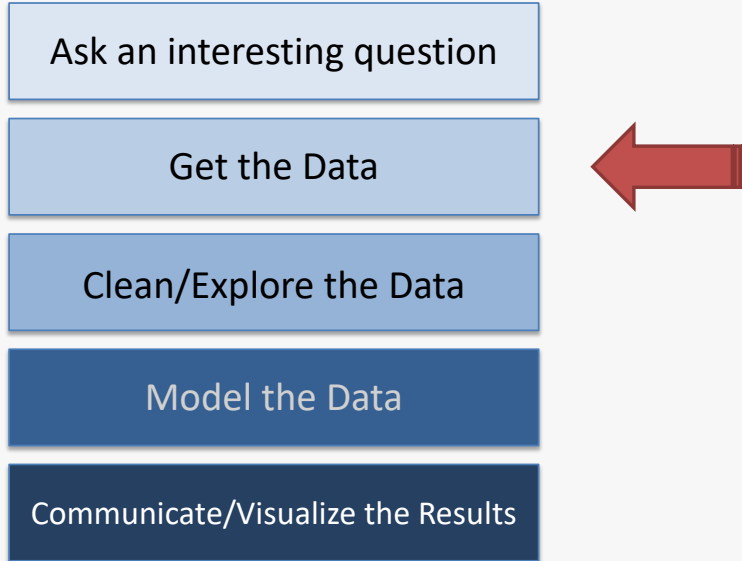 Ask an interesting question
Get the Data
Clean/Explore the Data
Model the Data
Communicate/Visualize the Results